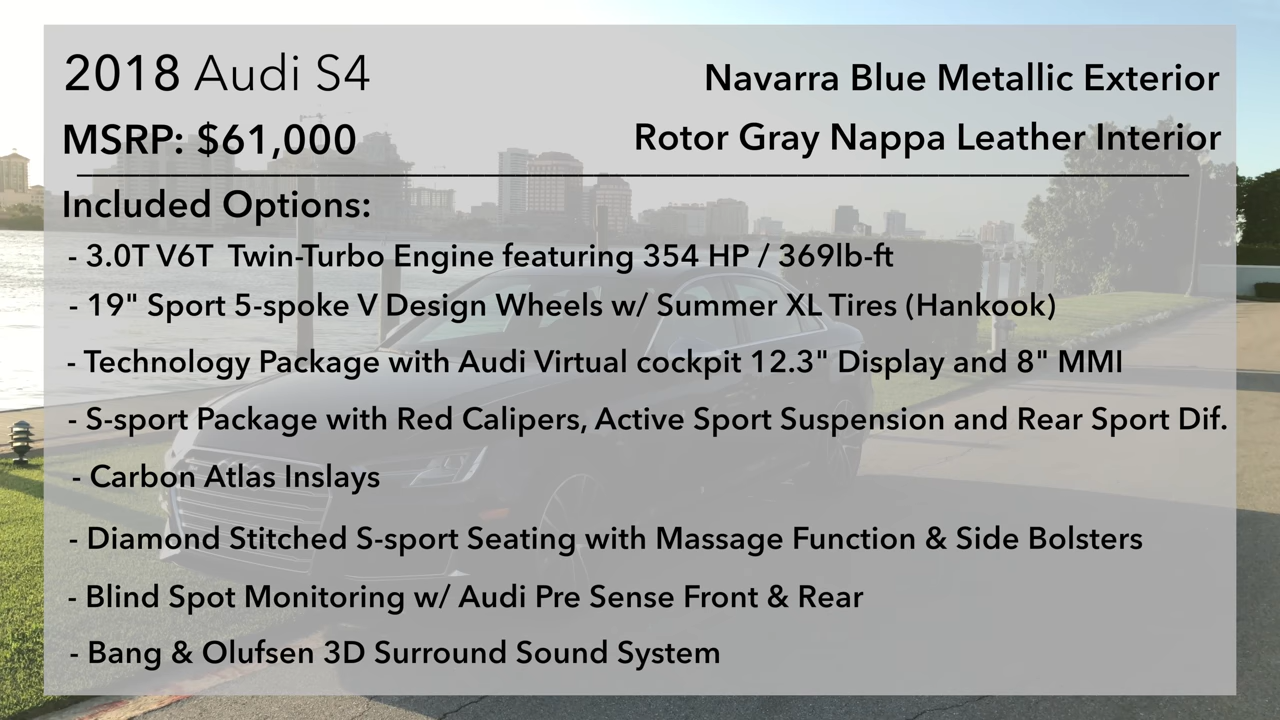 2018 Audi S4
Navarra Blue Metallic Exterior
MSRP: $61,000
Rotor Gray Nappa Leather Interior
Included Options:
- 3.0T V6T  Twin-Turbo Engine featuring 354 HP / 369lb-ft
- 19" Sport 5-spoke V Design Wheels w/ Summer XL Tires (Hankook)
- Technology Package with Audi Virtual cockpit 12.3" Display and 8" MMI
- S-sport Package with Red Calipers, Active Sport Suspension and Rear Sport Dif.
- Carbon Atlas Inslays
- Diamond Stitched S-sport Seating with Massage Function & Side Bolsters
- Blind Spot Monitoring w/ Audi Pre Sense Front & Rear
- Bang & Olufsen 3D Surround Sound System